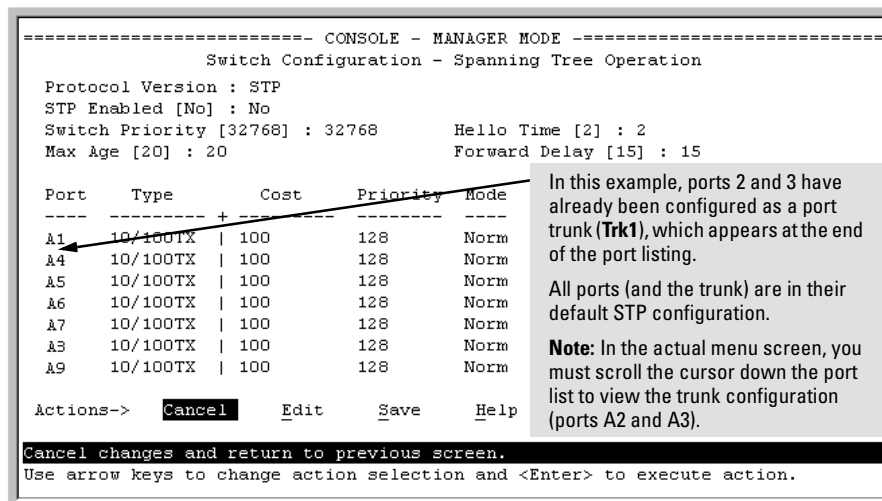 ============================- CONSOLE - MANAGER MODE -============================
Switch Configuration - Spanning Tree Operation
Protocol Version : STP
STP Enabled [No] : No
Switch Priority [32768] : 32768 Hello Time [2] : 2
Max Age [20] : 20 Forward Delay [15] : 15
Port Type Cost Priority Mode
---- --------- + --------- -------- ----
A1 10/100TX | 100 128 Norm
A4 10/100TX | 100 128 Norm
A5 10/100TX | 100 128 Norm
A6 10/100TX | 100 128 Norm
A7 10/100TX | 100 128 Norm
A8 10/100TX | 100 128 Norm
A9 10/100TX | 100 128 Norm
In this example, ports 2 and 3 have
already been configured as a port
trunk (Trk1), which appears at the end
of the port listing.
All ports (and the trunk) are in their
default STP configuration.
Note: In the actual menu screen, you
must scroll the cursor down the port
list to view the trunk configuration
(ports A2 and A3).
Actions-> Cancel Edit Save Help
Cancel changes and return to previous screen.
Use arrow keys to change action selection and <Enter> to execute action.